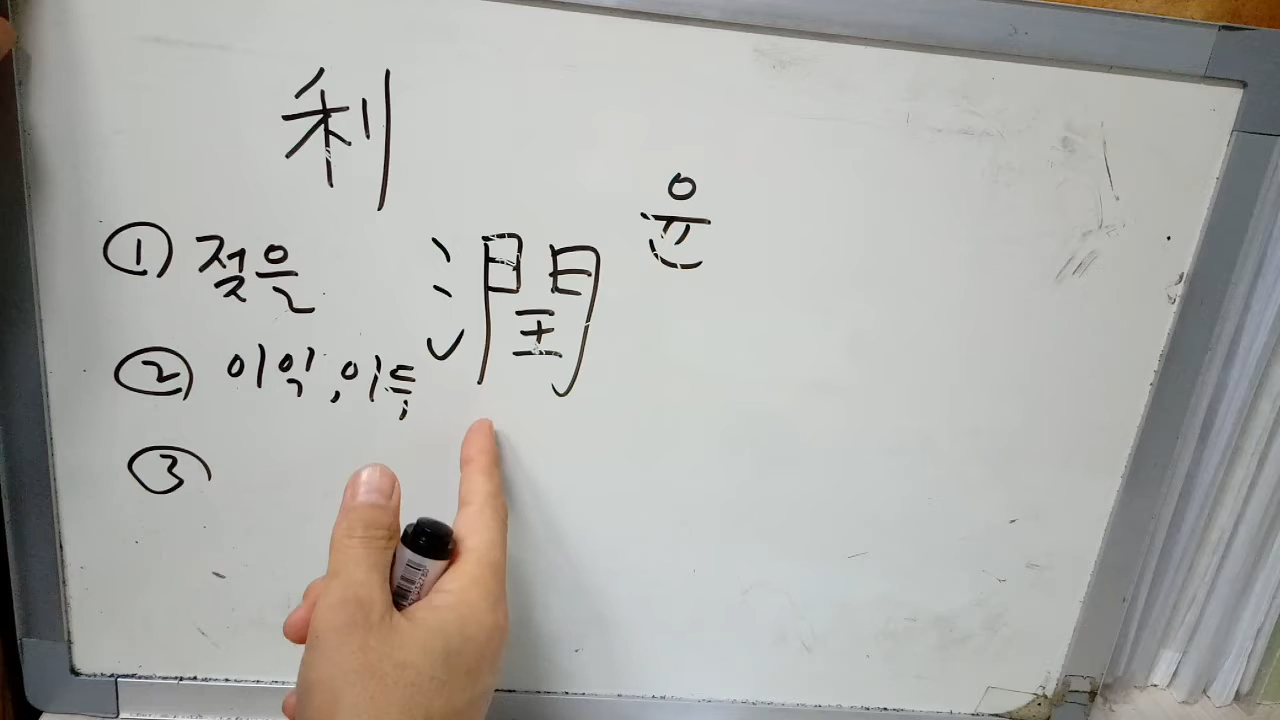 利
윤
潤
① 젖은
② 이익, 이득
③